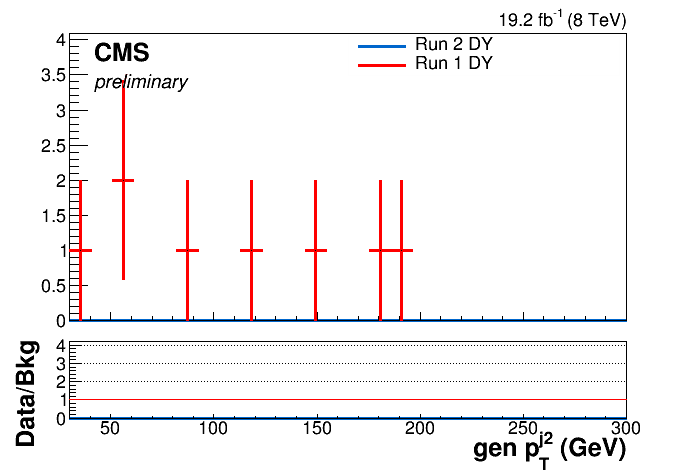 19.2 fb⁻¹ (8 TeV)
CMS
preliminary
Run 2 DY
Run 1 DY
4
3.5
3
2.5
2
1.5
1
0.5
0
Data/Bkg
4
3
2
1
0
50 100 150 200 250 300
gen p_T^j2 (GeV)